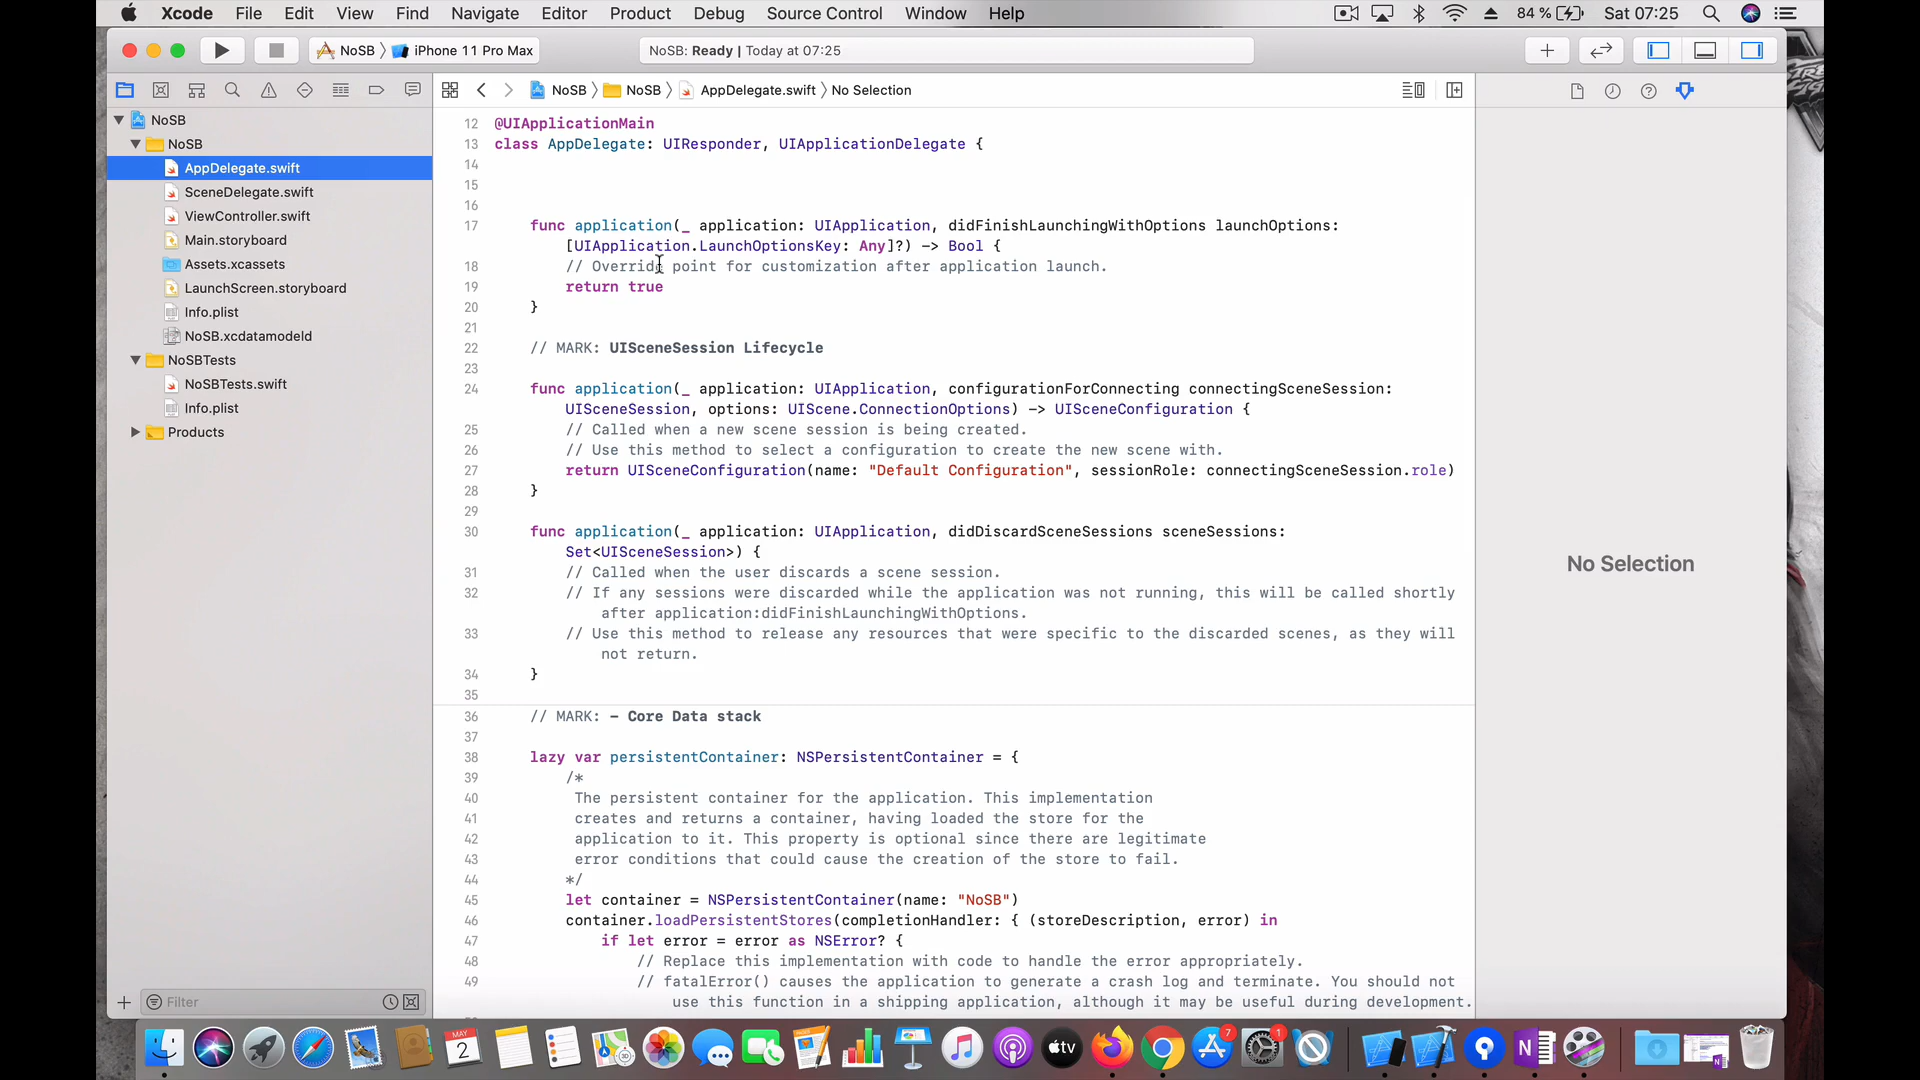 Xcode File Edit View Find Navigate Editor Product Debug Source Control Window Help 84 % Sat 07:25
NoSB iPhone 11 Pro Max NoSB: Ready | Today at 07:25
NoSB NoSB AppDelegate.swift No Selection
NoSB
NoSB
AppDelegate.swift
SceneDelegate.swift
ViewController.swift
Main.storyboard
Assets.xcassets
LaunchScreen.storyboard
Info.plist
NoSB.xcdatamodeld
NoSBTests
NoSBTests.swift
Info.plist
Products
Filter
12 @UIApplicationMain
13 class AppDelegate: UIResponder, UIApplicationDelegate {
14
15
16
17 func application(_ application: UIApplication, didFinishLaunchingWithOptions launchOptions:
[UIApplication.LaunchOptionsKey: Any]?) -> Bool {
18 // Override point for customization after application launch.
19 return true
20 }
21
22 // MARK: UISceneSession Lifecycle
23
24 func application(_ application: UIApplication, configurationForConnecting connectingSceneSession:
UISceneSession, options: UIScene.ConnectionOptions) -> UISceneConfiguration {
25 // Called when a new scene session is being created.
26 // Use this method to select a configuration to create the new scene with.
27 return UISceneConfiguration(name: "Default Configuration", sessionRole: connectingSceneSession.role)
28 }
29
30 func application(_ application: UIApplication, didDiscardSceneSessions sceneSessions:
Set<UISceneSession>) {
31 // Called when the user discards a scene session.
32 // If any sessions were discarded while the application was not running, this will be called shortly
after application:didFinishLaunchingWithOptions.
33 // Use this method to release any resources that were specific to the discarded scenes, as they will
not return.
34 }
35
36 // MARK: - Core Data stack
37
38 lazy var persistentContainer: NSPersistentContainer = {
39 /*
40 The persistent container for the application. This implementation
41 creates and returns a container, having loaded the store for the
42 application to it. This property is optional since there are legitimate
43 error conditions that could cause the creation of the store to fail.
44 */
45 let container = NSPersistentContainer(name: "NoSB")
46 container.loadPersistentStores(completionHandler: { (storeDescription, error) in
47 if let error = error as NSError? {
48 // Replace this implementation with code to handle the error appropriately.
49 // fatalError() causes the application to generate a crash log and terminate. You should not
use this function in a shipping application, although it may be useful during development.
No Selection
MAY
2
3D
tv
7
1
N